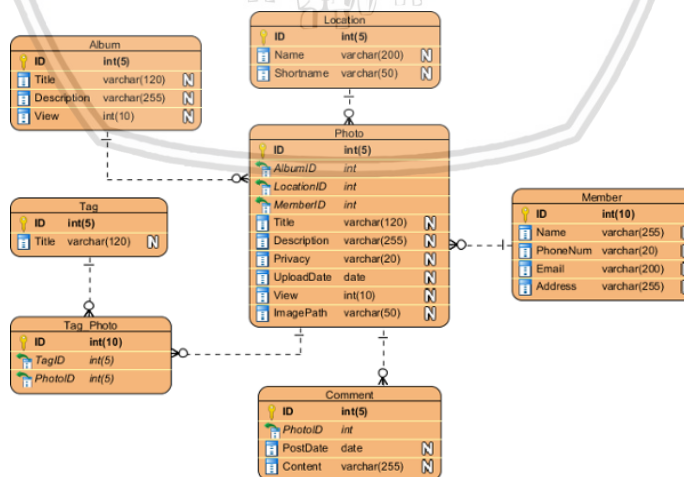 Location
ID int(5)
Name varchar(200) N
Shortname varchar(50) N
Album
ID int(5)
Title varchar(120) N
Description varchar(255) N
View int(10) N
Photo
ID int(5)
AlbumID int
LocationID int
MemberID int
Title varchar(120) N
Description varchar(255) N
Privacy varchar(20) N
UploadDate date N
View int(10) N
ImagePath varchar(50) N
Tag
ID int(5)
Title varchar(120) N
Member
ID int(10)
Name varchar(255)
PhoneNum varchar(20)
Email varchar(200)
Address varchar(255)
Tag_Photo
ID int(10)
TagID int(5)
PhotoID int(5)
Comment
ID int(5)
PhotoID int
PostDate date N
Content varchar(255) N